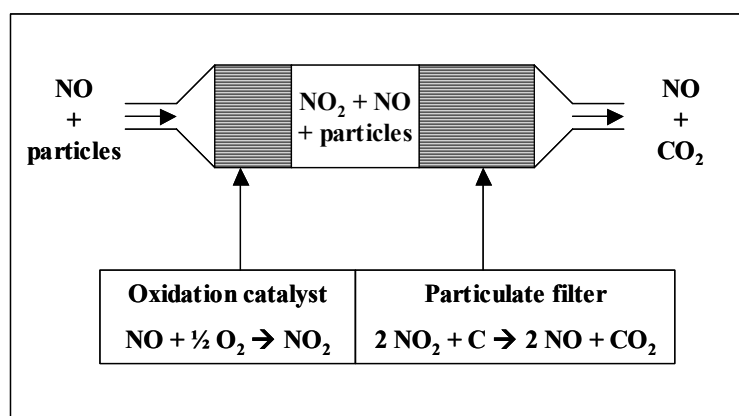 NO
+
particles
NO₂ + NO
+ particles
NO
+
CO₂
Oxidation catalyst
NO + ½ O₂ → NO₂
Particulate filter
2 NO₂ + C → 2 NO + CO₂